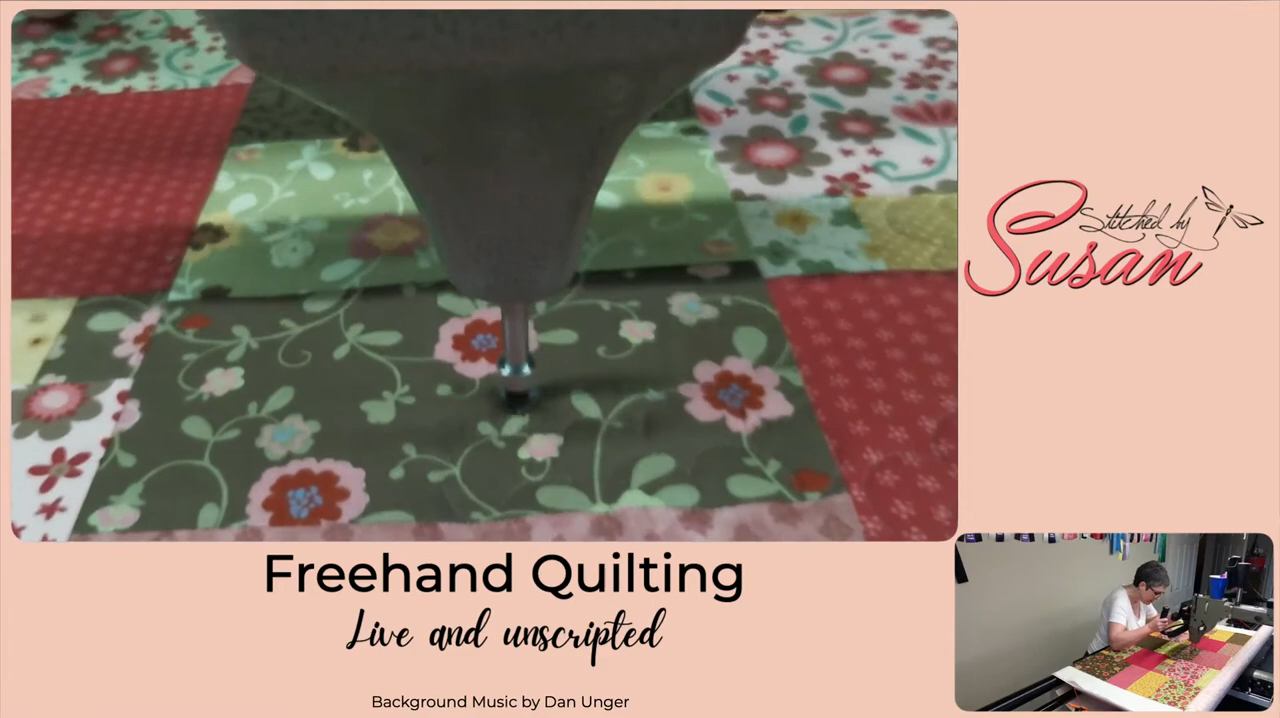 Stitched by
Susan
Freehand Quilting
Live and unscripted
Background Music by Dan Unger